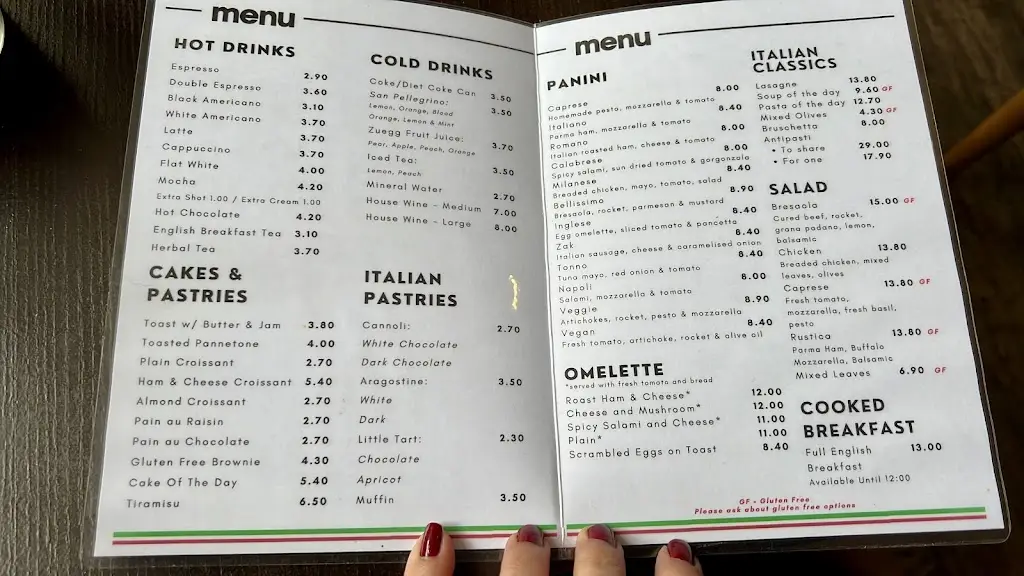 menu
HOT DRINKS
Espresso 2.90
Double Espresso 3.60
Black Americano 3.10
White Americano 3.70
Latte 3.70
Cappuccino 3.70
Flat White 4.00
Mocha 4.20
Extra Shot 1.00 / Extra Cream 1.00
Hot Chocolate 4.20
English Breakfast Tea 3.10
Herbal Tea 3.70
COLD DRINKS
Coke/Diet Coke Can 3.50
San Pellegrino: 3.50
Lemon, Orange, Blood
Orange, Lemon & Mint
Zuegg Fruit Juice: 3.70
Pear, Apple, Peach, Orange
Iced Tea: 3.50
Lemon, Peach
Mineral Water 2.70
House Wine - Medium 7.00
House Wine - Large 8.00
CAKES &
PASTRIES
Toast w/ Butter & Jam 3.80
Toasted Pannetone 4.00
Plain Croissant 2.70
Ham & Cheese Croissant 5.40
Almond Croissant 2.70
Pain au Raisin 2.70
Pain au Chocolate 2.70
Gluten Free Brownie 4.30
Cake Of The Day 5.40
Tiramisu 6.50
ITALIAN
PASTRIES
Cannoli: 2.70
White Chocolate
Dark Chocolate
Aragostine: 3.50
White
Dark
Little Tart: 2.30
Chocolate
Apricot
Muffin 3.50
menu
PANINI
Caprese 8.00
Homemade pesto, mozzarella & tomato
Italiano 8.40
Parma ham, mozzarella & tomato
Romano 8.00
Italian roasted ham, cheese & tomato
Calabrese 8.00
Spicy salami, sun dried tomato & gorgonzola
Milanese 8.40
Breaded chicken, mayo, tomato, salad
Bellissimo 8.90
Bresaola, rocket, parmesan & mustard
Inglese 8.40
Egg omelette, sliced tomato & pancetta
Zak 8.40
Italian sausage, cheese & caramelised onion
Tonno 8.40
Tuna mayo, red onion & tomato
Napoli 8.00
Salami, mozzarella & tomato
Veggie 8.90
Artichokes, rocket, pesto & mozzarella
Vegan 8.40
Fresh tomato, artichoke, rocket & olive oil
OMELETTE
*served with fresh tomato and bread
Roast Ham & Cheese* 12.00
Cheese and Mushroom* 12.00
Spicy Salami and Cheese* 11.00
Plain* 11.00
Scrambled Eggs on Toast 8.40
ITALIAN
CLASSICS
Lasagne 13.80
Soup of the day 9.60 GF
Pasta of the day 12.70
Mixed Olives 4.30 GF
Bruschetta 8.00
Antipasti
• To share 29.00
• For one 17.90
SALAD
Bresaola 15.00 GF
Cured beef, rocket,
grana padano, lemon,
balsamic
Chicken 13.80
Breaded chicken, mixed
leaves, olives
Caprese 13.80 GF
Fresh tomato,
mozzarella, fresh basil,
pesto
Rustica 13.80 GF
Parma Ham, Buffalo
Mozzarella, Balsamic
Mixed Leaves 6.90 GF
COOKED
BREAKFAST
Full English 13.00
Breakfast
Available Until 12:00
GF - Gluten Free
Please ask about gluten free options